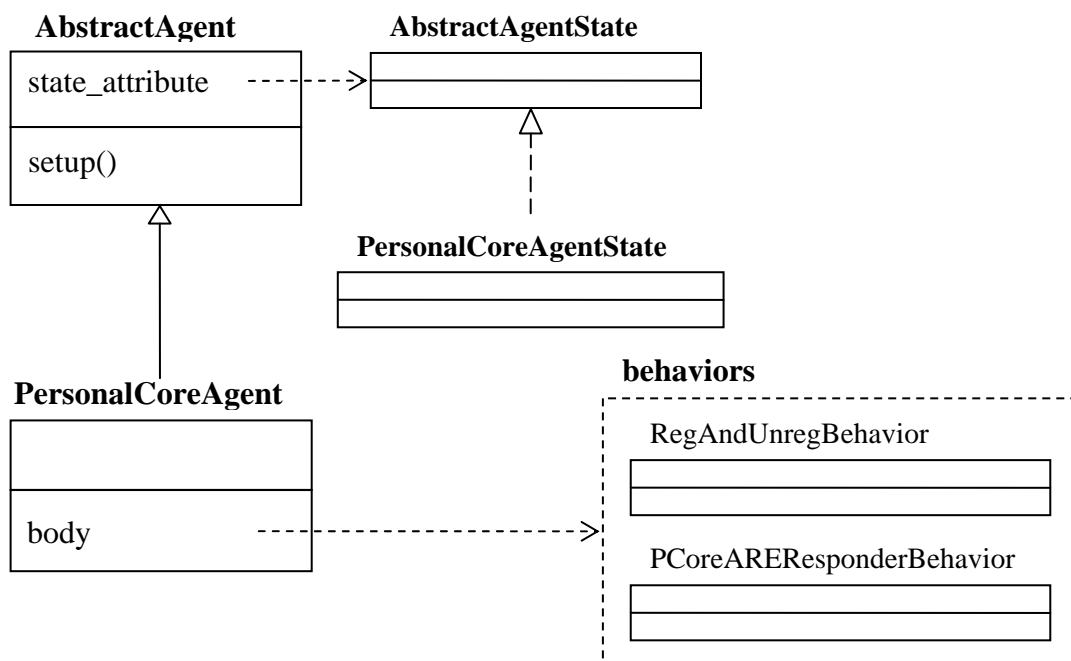 AbstractAgent
AbstractAgentState
state_attribute
setup()
PersonalCoreAgentState
PersonalCoreAgent
behaviors
RegAndUnregBehavior
body
PCoreAREResponderBehavior